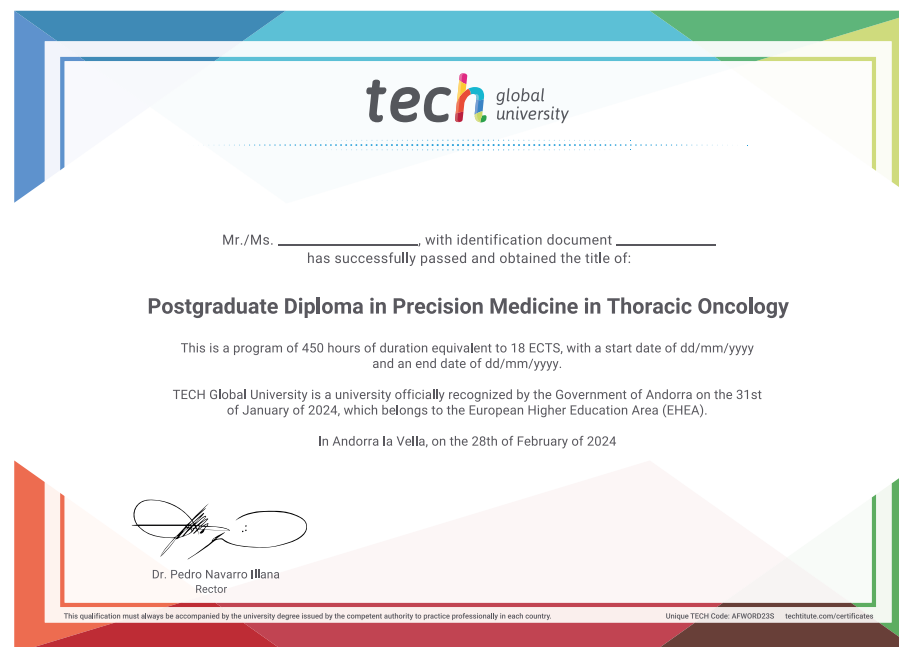 tech global university
Mr./Ms. ____________, with identification document ____________
has successfully passed and obtained the title of:
Postgraduate Diploma in Precision Medicine in Thoracic Oncology
This is a program of 450 hours of duration equivalent to 18 ECTS, with a start date of dd/mm/yyyy
and an end date of dd/mm/yyyy.
TECH Global University is a university officially recognized by the Government of Andorra on the 31st
of January of 2024, which belongs to the European Higher Education Area (EHEA).
In Andorra la Vella, on the 28th of February of 2024
Dr. Pedro Navarro Illana
Rector
This qualification must always be accompanied by the university degree issued by the competent authority to practice professionally in each country. Unique TECH Code: AFWORD23S techtitute.com/certificates